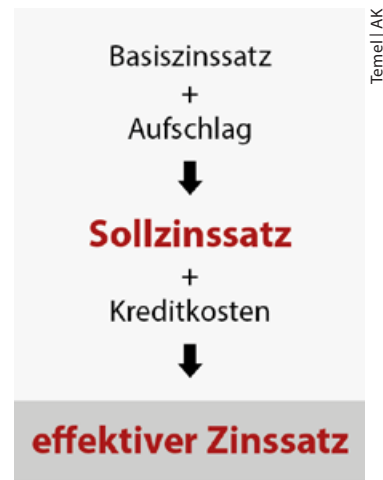 Basiszinssatz
+
Aufschlag
Sollzinssatz
+
Kreditkosten
effektiver Zinssatz
Temel | AK